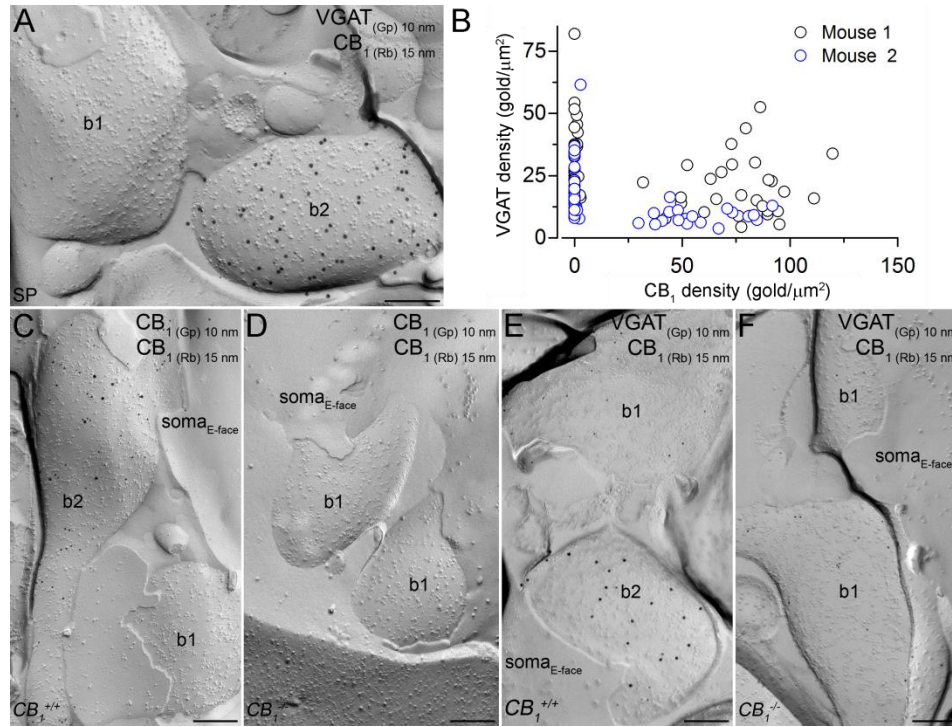 A
VGAT (Gp) 10 nm
CB1 (Rb) 15 nm
b1
b2
SP
B
Mouse 1
Mouse 2
VGAT density (gold/μm²)
75
50
25
0
0 50 100 150
CB1 density (gold/μm²)
C
CB1 (Gp) 10 nm
CB1 (Rb) 15 nm
somaE-face
b2
b1
CB1+/+
D
CB1 (Gp) 10 nm
CB1 (Rb) 15 nm
somaE-face
b1
b1
CB1-/-
E
VGAT (Gp) 10 nm
CB1 (Rb) 15 nm
b1
b2
somaE-face
CB1+/+
F
VGAT (Gp) 10 nm
CB1 (Rb) 15 nm
b1
somaE-face
b1
CB1-/-